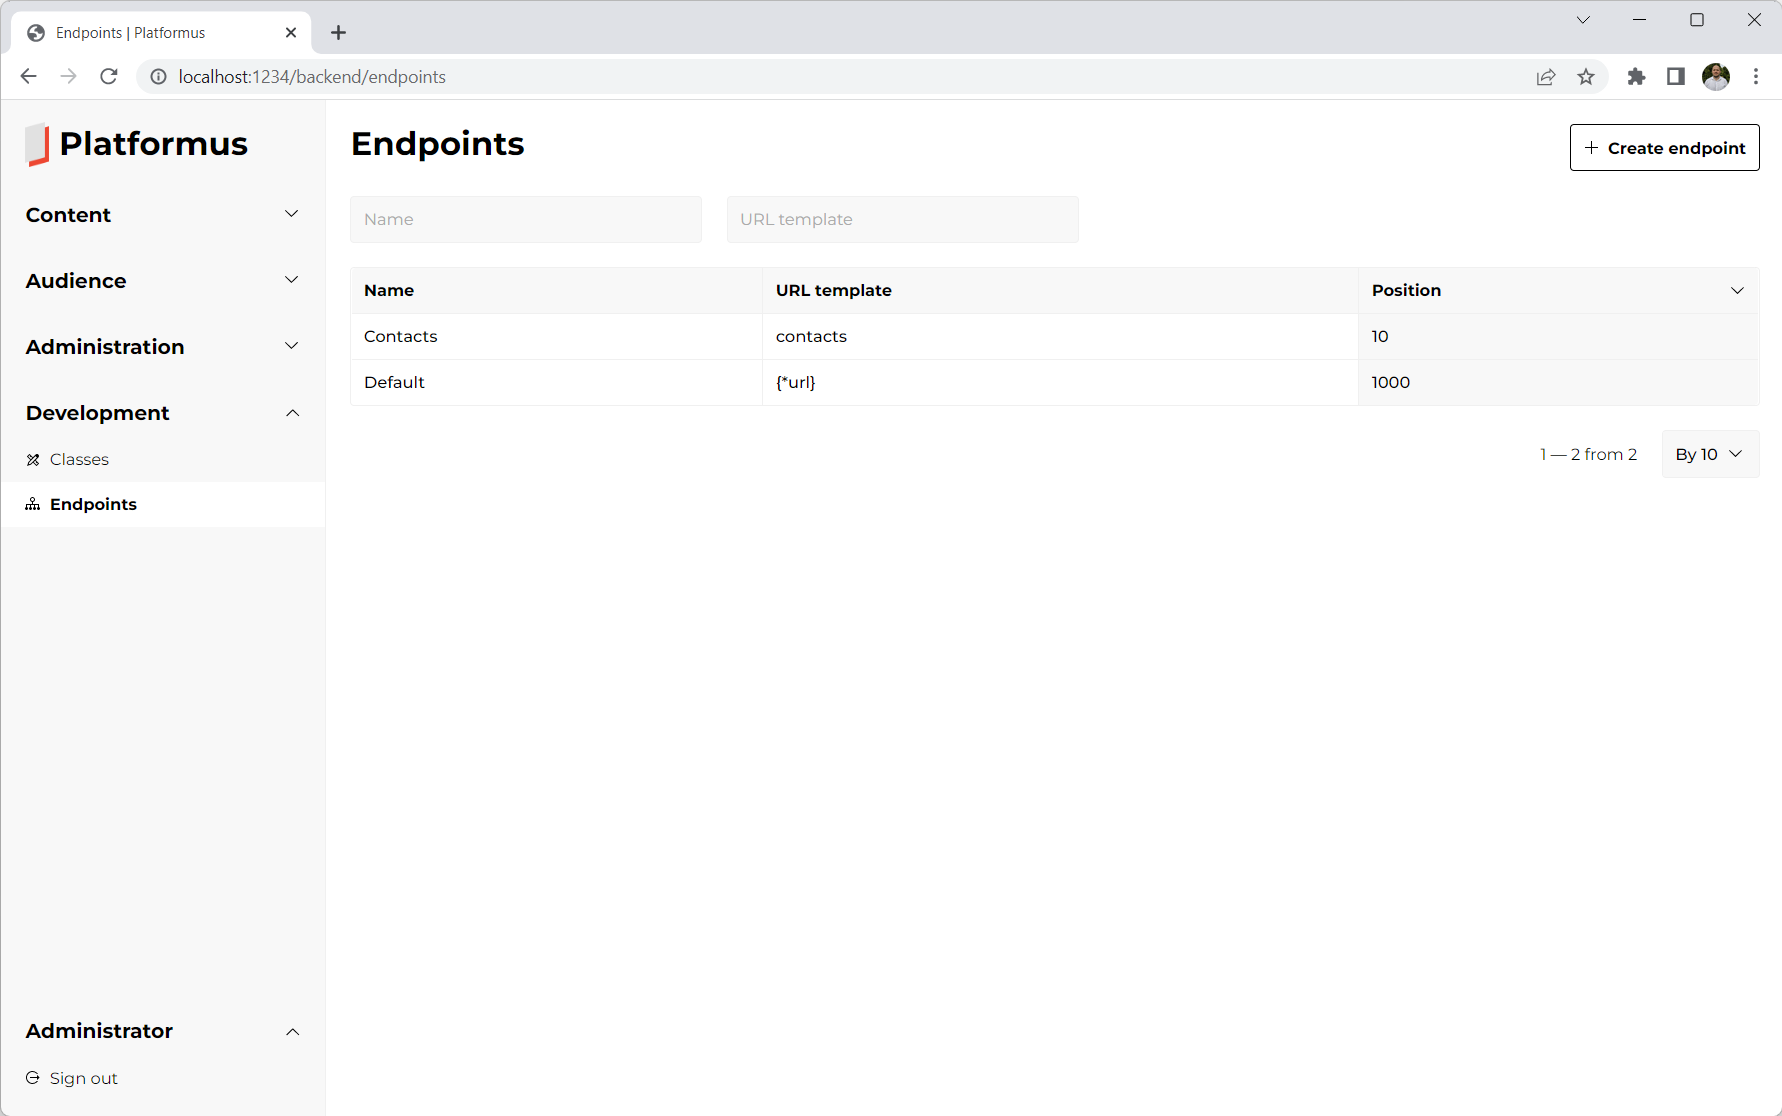 Endpoints | Platformus
localhost:1234/backend/endpoints
Platformus
Content
Audience
Administration
Development
Classes
Endpoints
Administrator
Sign out
Endpoints
Create endpoint
Name
URL template
Name URL template Position
Contacts contacts 10
Default {*url} 1000
1 — 2 from 2
By 10